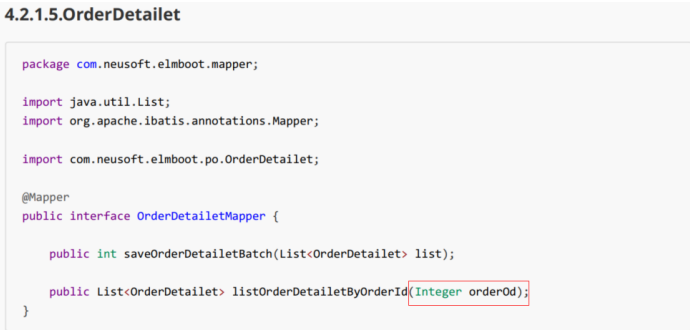 4.2.1.5.OrderDetailet
package com.neusoft.elmboot.mapper;
import java.util.List;
import org.apache.ibatis.annotations.Mapper;
import com.neusoft.elmboot.po.OrderDetailet;
@Mapper
public interface OrderDetailetMapper {
public int saveOrderDetailetBatch(List<OrderDetailet> list);
public List<OrderDetailet> listOrderDetailetByOrderId(Integer orderOd);
}